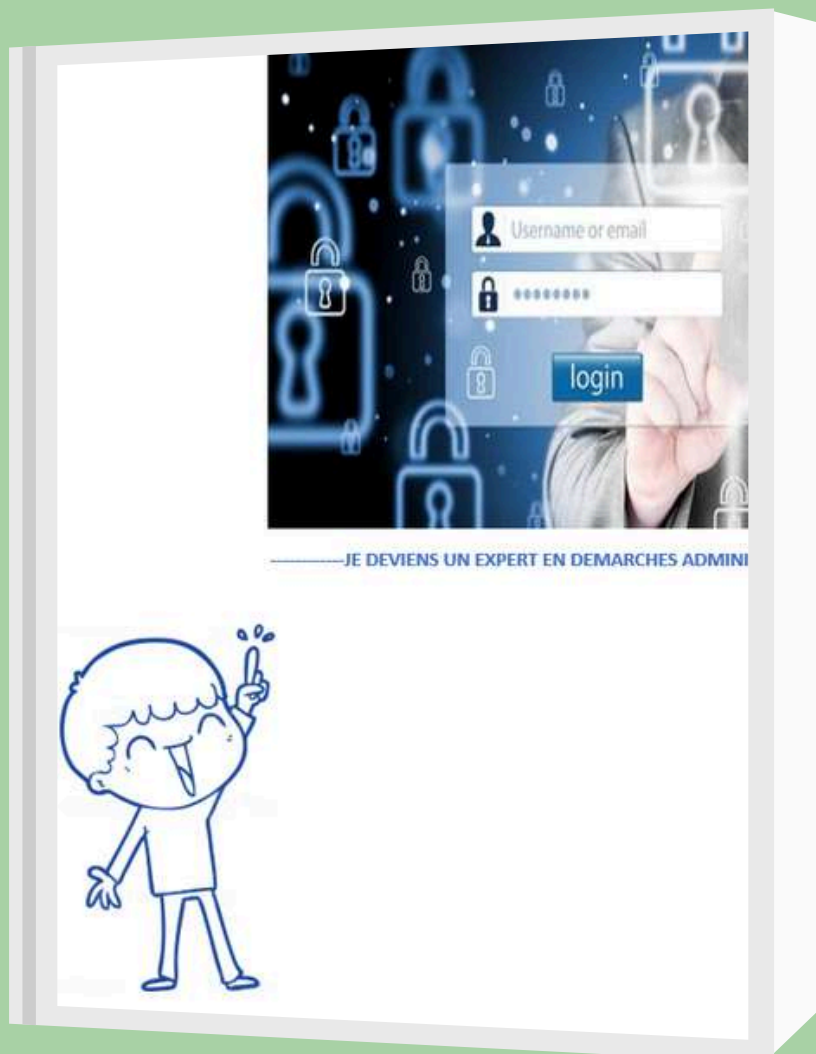 Username or email
login
-------------JE DEVIENS UN EXPERT EN DEMARCHES ADMINI